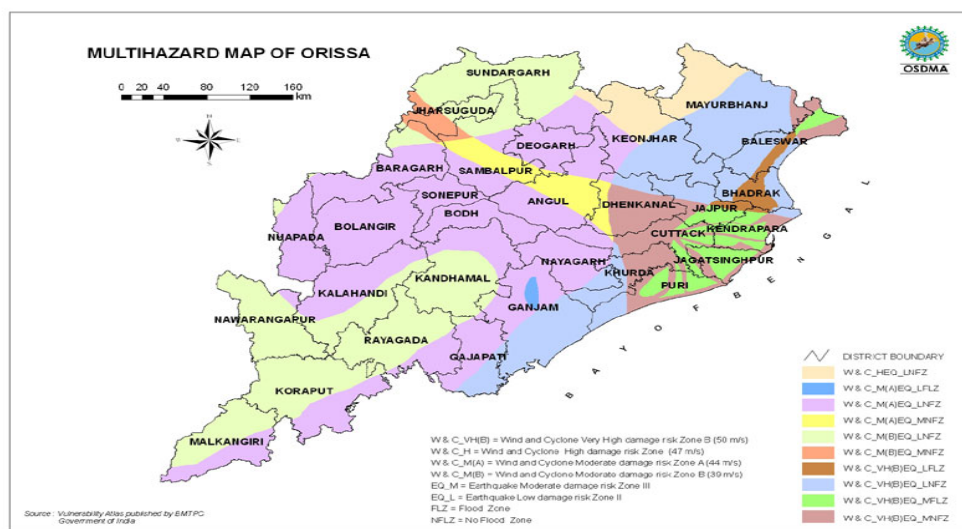 MULTIHAZARD MAP OF ORISSA
OSDMA
0 20 40 80 120 160
km
SUNDARGARH
JHARSUGUDA
MAYURBHANJ
KEONJHAR
DEOGARH
BALESWAR
BARAGARH
SAMBALPUR
SONEPUR
ANGUL
DHENKANAL
BHADRAK
JAJPUR
BODH
BOLANGIR
NUAPADA
CUTTACK
KENDRAPARA
JAGATSINGHPUR
NAYAGARH
KHURDA
PURI
KANDHAMAL
KALAHANDI
GANJAM
NAWARANGAPUR
RAYAGADA
GAJAPATI
KORAPUT
MALKANGIRI
BAY OF BENGAL
DISTRICT BOUNDARY
W & C_HEQ_LNFZ
W & C_M(A)EQ_LFLZ
W & C_M(A)EQ_LNFZ
W & C_M(A)EQ_MNFZ
W & C_M(B)EQ_LNFZ
W & C_M(B)EQ_MNFZ
W & C_VH(B)EQ_LFLZ
W & C_VH(B)EQ_LNFZ
W & C_VH(B)EQ_MFLZ
W & C_VH(B)EQ_MNFZ
W & C_VH(B) = Wind and Cyclone Very High damage risk Zone B (50 m/s)
W & C_H = Wind and Cyclone High damage risk Zone (47 m/s)
W & C_M(A) = Wind and Cyclone Moderate damage risk Zone A (44 m/s)
W & C_M(B) = Wind and Cyclone Moderate damage risk Zone B (39 m/s)
EQ_M = Earthquake Moderate damage risk Zone III
EQ_L = Earthquake Low damage risk Zone II
FLZ = Flood Zone
NFLZ = No Flood Zone
Source : Vulnerability Atlas published by EMTPC
Government of India